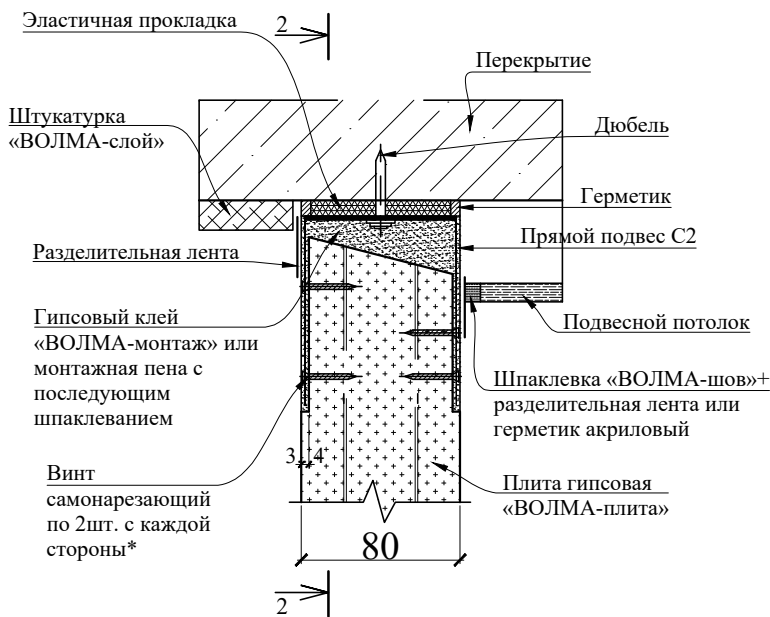 Эластичная прокладка
2
Перекрытие
Штукатурка
«ВОЛМА-слой»
Дюбель
Герметик
Прямой подвес С2
Разделительная лента
Гипсовый клей
«ВОЛМА-монтаж» или
монтажная пена с
последующим
шпаклеванием
Подвесной потолок
Шпаклевка «ВОЛМА-шов»+
разделительная лента или
герметик акриловый
3 4
Винт
самонарезающий
по 2шт. с каждой
стороны*
Плита гипсовая
«ВОЛМА-плита»
80
2